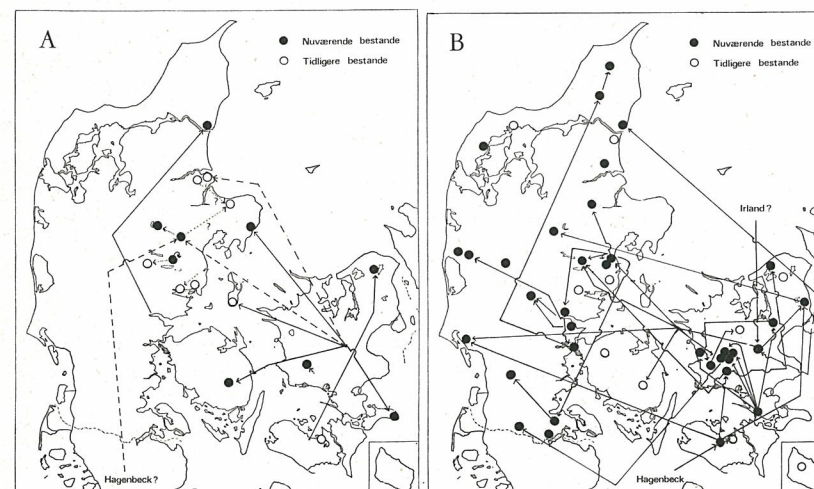 A
Nuværende bestande
Tidligere bestande
Hagenbeck?
B
Nuværende bestande
Tidligere bestande
Irland?
Hagenbeck